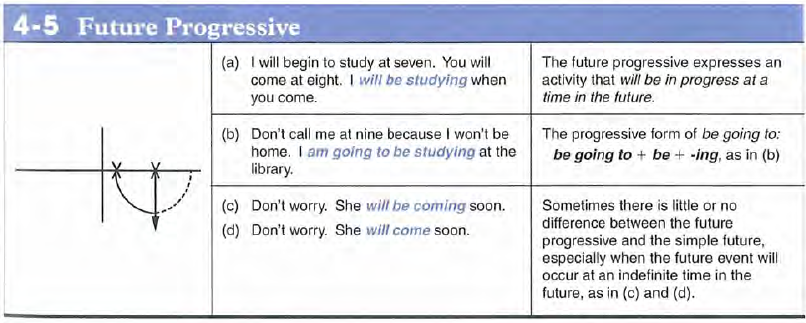 4-5 Future Progressive
(a) I will begin to study at seven. You will
come at eight. I will be studying when
you come.
The future progressive expresses an
activity that will be in progress at a
time in the future.
(b) Don't call me at nine because I won't be
home. I am going to be studying at the
library.
The progressive form of be going to:
be going to + be + -ing, as in (b)
(c) Don't worry. She will be coming soon.
(d) Don't worry. She will come soon.
Sometimes there is little or no
difference between the future
progressive and the simple future,
especially when the future event will
occur at an indefinite time in the
future, as in (c) and (d).